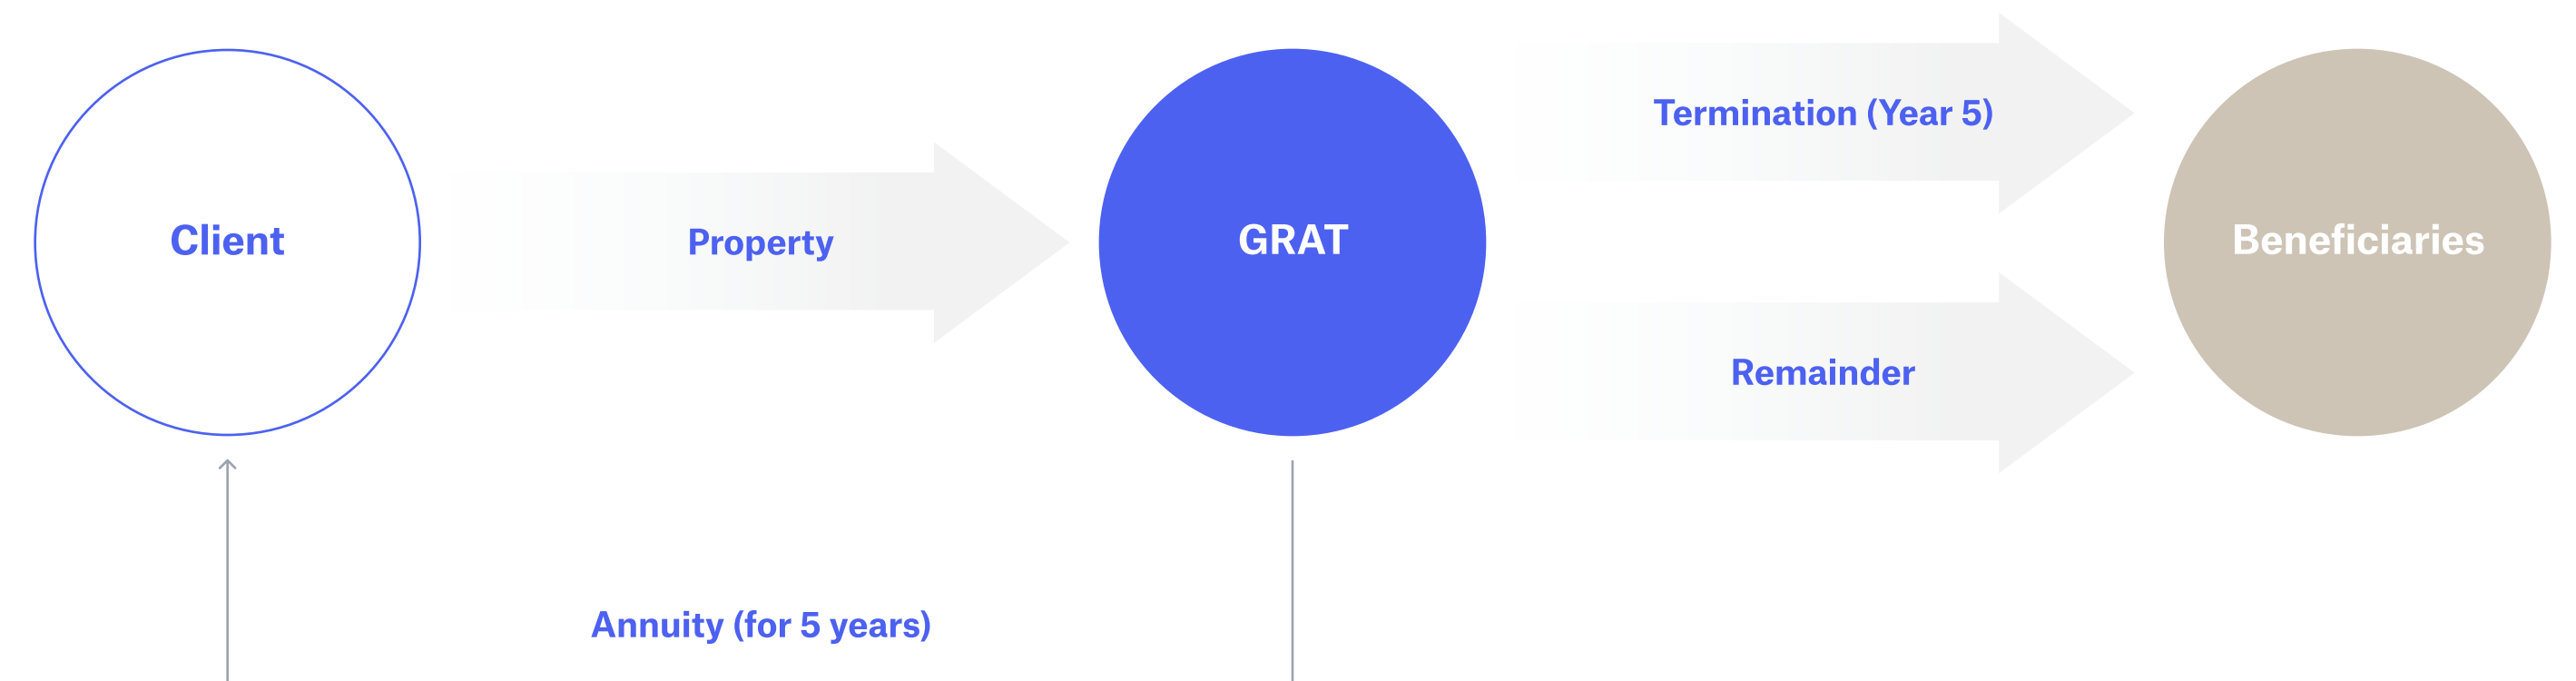 Client
Property
GRAT
Termination (Year 5)
Remainder
Beneficiaries
Annuity (for 5 years)